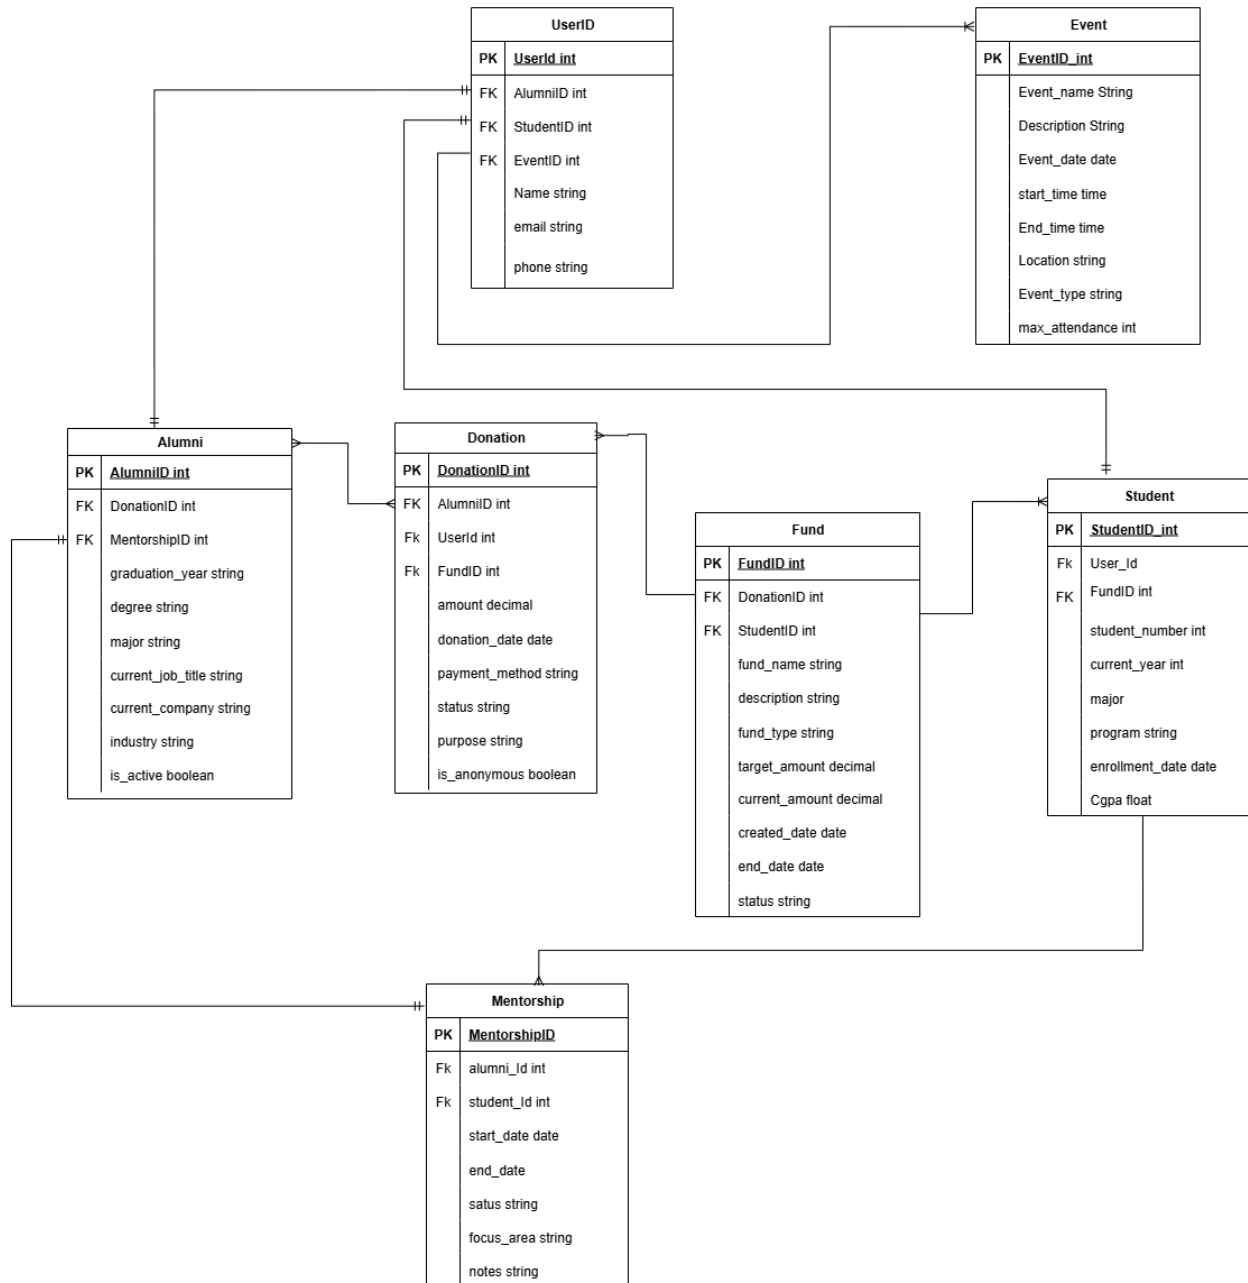 UserID
PK UserId int
FK AlumniID int
FK StudentID int
FK EventID int
Name string
email string
phone string
Event
PK EventID_int
Event_name String
Description String
Event_date date
start_time time
End_time time
Location string
Event_type string
max_attendance int
Alumni
PK AlumniID int
FK DonationID int
FK MentorshipID int
graduation_year string
degree string
major string
current_job_title string
current_company string
industry string
is_active boolean
Donation
PK DonationID int
FK AlumniID int
Fk UserId int
Fk FundID int
amount decimal
donation_date date
payment_method string
status string
purpose string
is_anonymous boolean
Fund
PK FundID int
FK DonationID int
FK StudentID int
fund_name string
description string
fund_type string
target_amount decimal
current_amount decimal
created_date date
end_date date
status string
Student
PK StudentID_int
Fk User_Id
FK FundID int
student_number int
current_year int
major
program string
enrollment_date date
Cgpa float
Mentorship
PK MentorshipID
Fk alumni_Id int
Fk student_Id int
start_date date
end_date
satus string
focus_area string
notes string